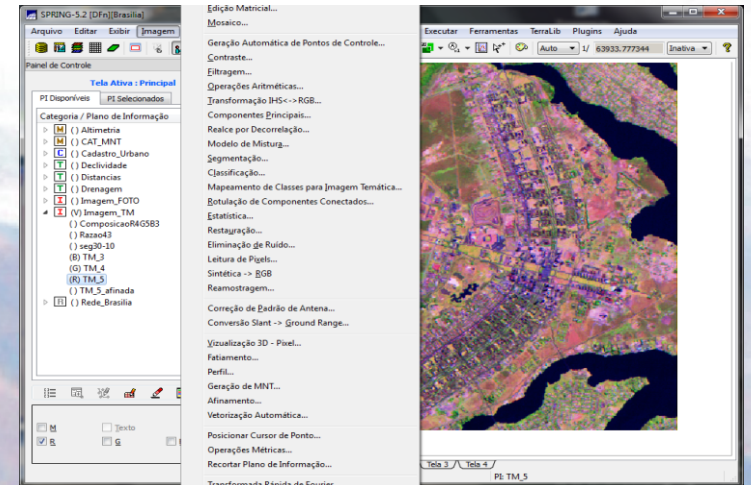 SPRING-5.2 [DFn][Brasilia]
Arquivo Editar Exibir Imagem
Executar Ferramentas TerraLib Plugins Ajuda
Auto 1/ 63933.777344 Inativa
Painel de Controle
Tela Ativa : Principal
PI Disponíveis PI Selecionados
Categoria / Plano de Informação
M ( ) Altimetria
M ( ) CAT_MNT
C ( ) Cadastro_Urbano
T ( ) Declividade
T ( ) Distancias
T ( ) Drenagem
I ( ) Imagem_FOTO
I (V) Imagem_TM
( ) ComposicaoR4G5B3
( ) Razao43
( ) seg30-10
(B) TM_3
(G) TM_4
(R) TM_5
( ) TM_5_afinada
R ( ) Rede_Brasilia
M Texto
R G
Edição Matricial...
Mosaico...
Geração Automática de Pontos de Controle...
Contraste...
Filtragem...
Operações Aritméticas...
Transformação IHS<->RGB...
Componentes Principais...
Realce por Decorrelação...
Modelo de Mistura...
Segmentação...
Classificação...
Mapeamento de Classes para Imagem Temática...
Rotulação de Componentes Conectados...
Estatística...
Restauração...
Eliminação de Ruído...
Leitura de Pixels...
Sintética -> RGB
Reamostragem...
Correção de Padrão de Antena...
Conversão Slant -> Ground Range...
Vizualização 3D - Pixel...
Fatiamento...
Perfil...
Geração de MNT...
Afinamento...
Vetorização Automática...
Posicionar Cursor de Ponto...
Operações Métricas...
Recortar Plano de Informação...
Transformada Rápida de Fourier
Tela 3 Tela 4
PI: TM_5